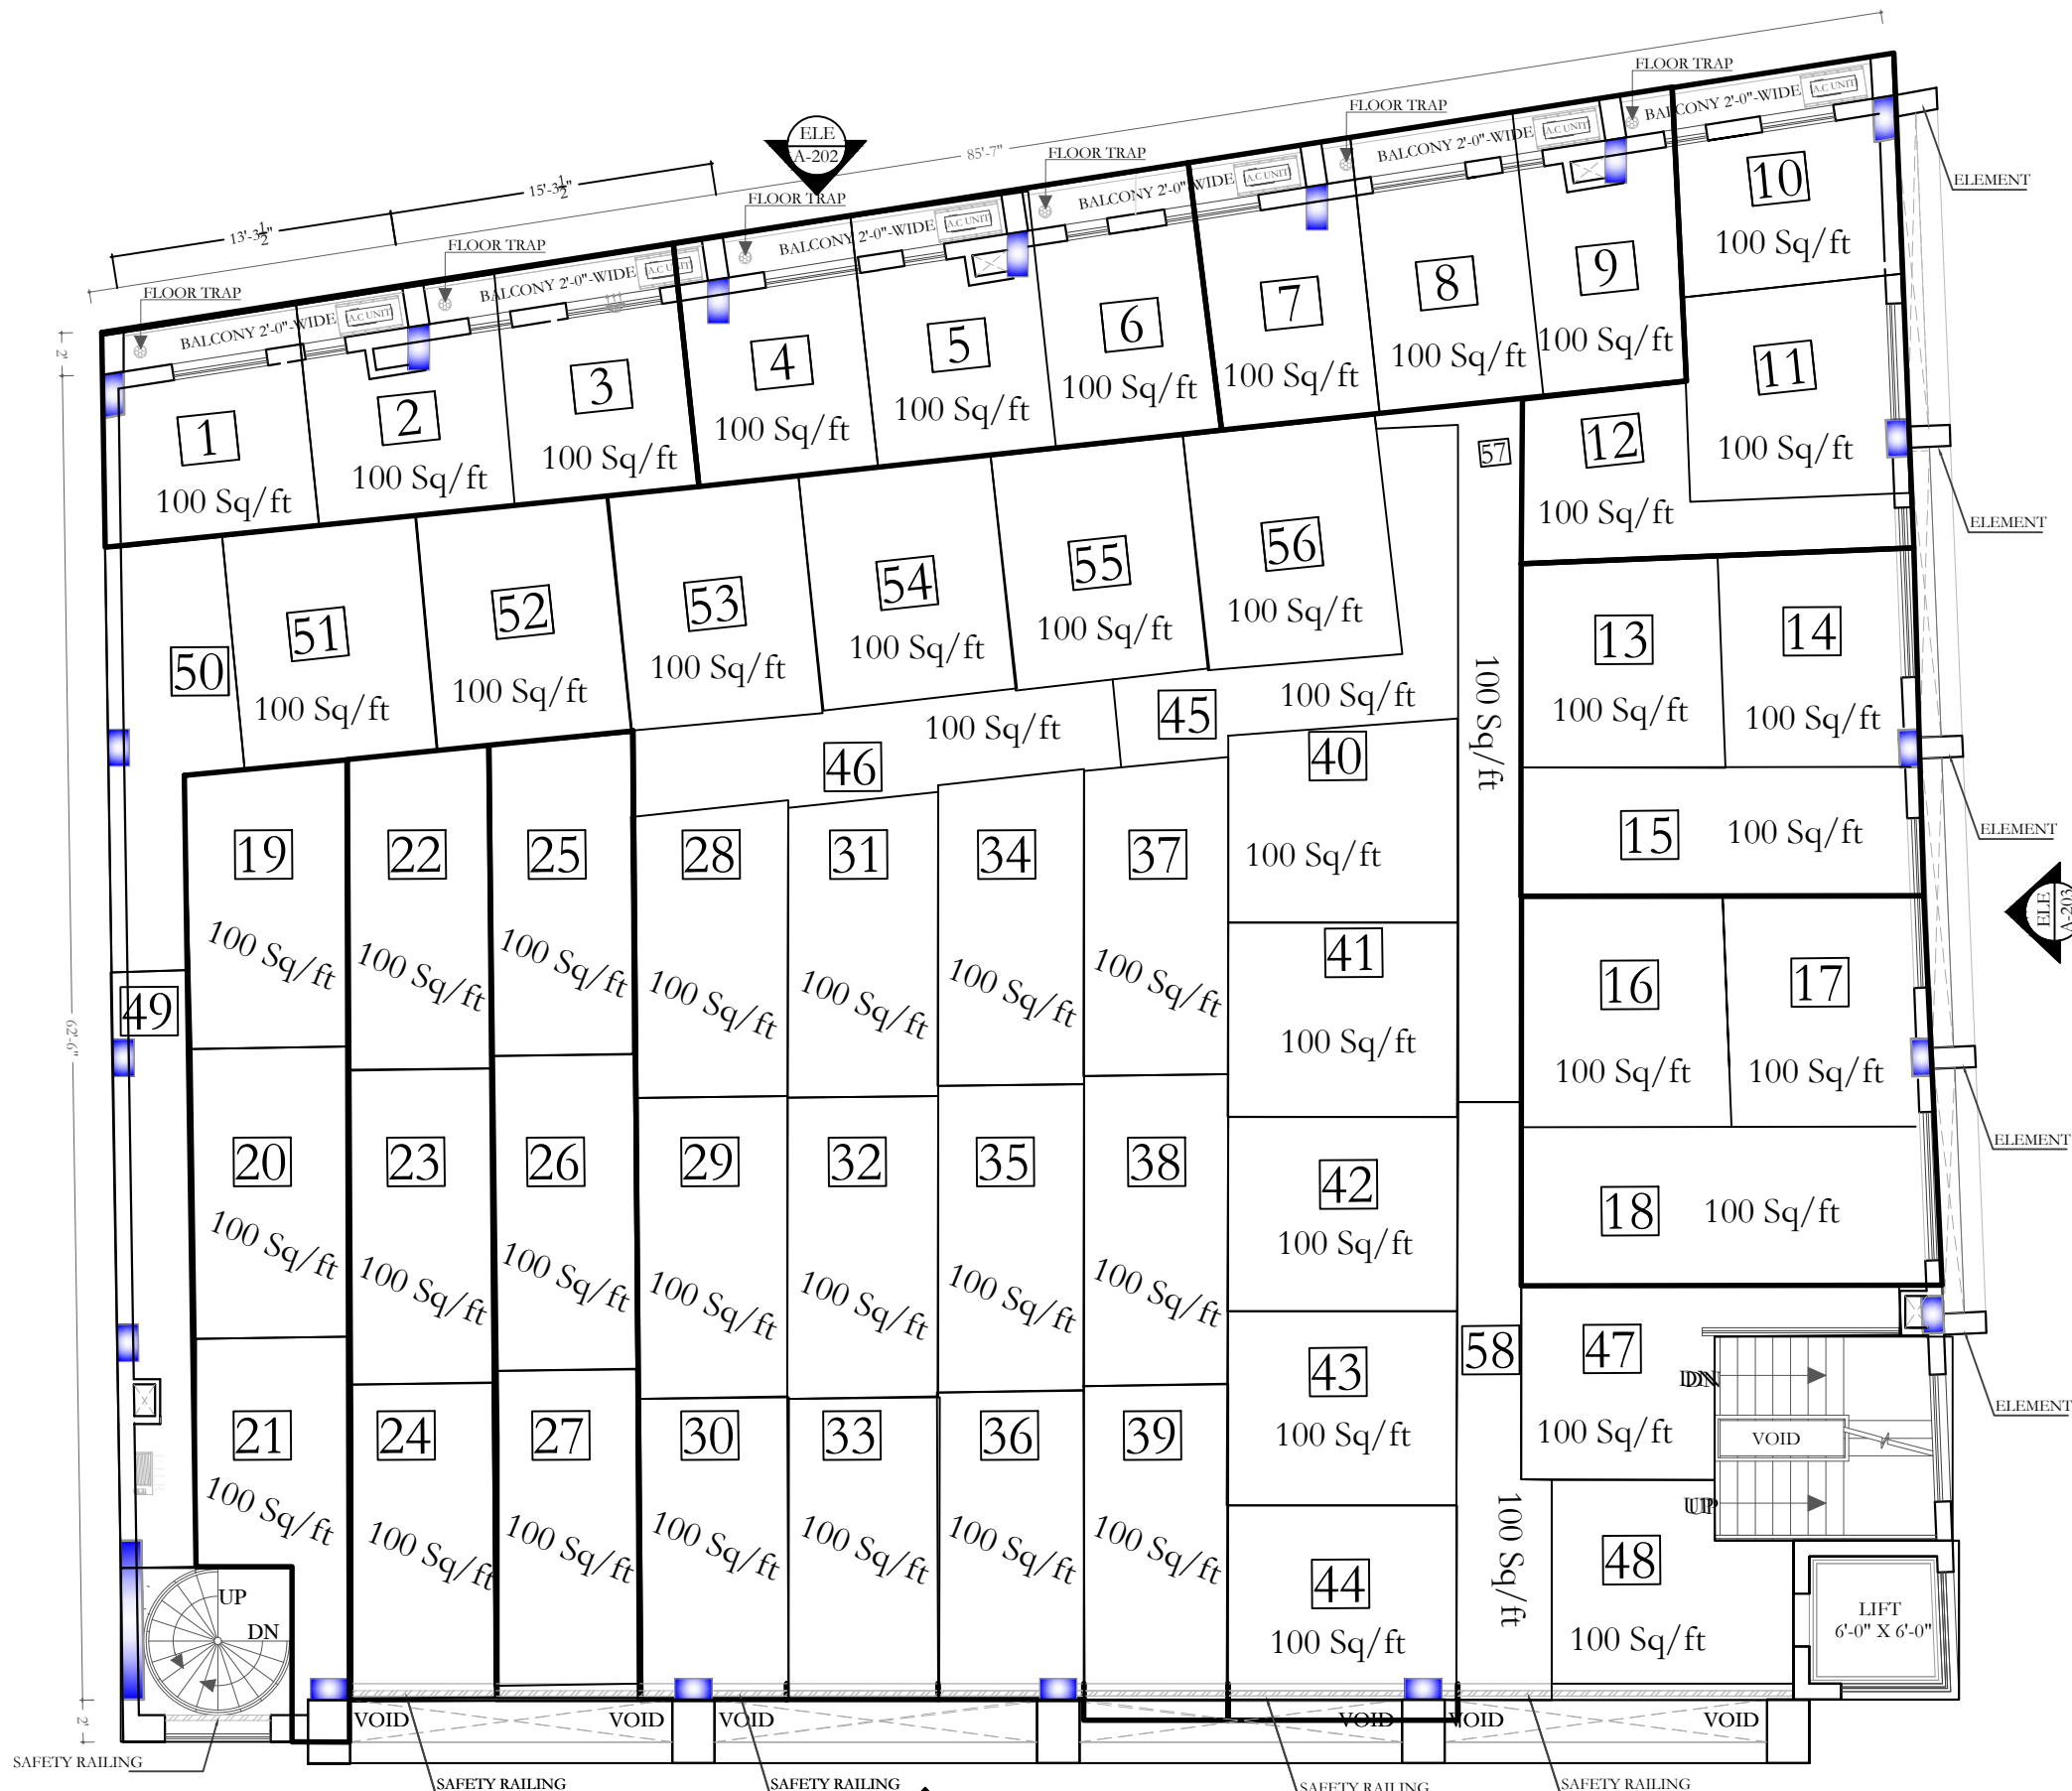 FLOOR TRAP
ELE
A-202
85'-7"
FLOOR TRAP
FLOOR TRAP
ELEMENT
15'-3½"
13'-3½"
FLOOR TRAP
FLOOR TRAP
FLOOR TRAP
BALCONY 2'-0"-WIDE
A.C UNIT
BALCONY 2'-0"-WIDE
A.C UNIT
BALCONY 2'-0"-WIDE
A.C UNIT
BALCONY 2'-0"-WIDE
A.C UNIT
BALCONY 2'-0"-WIDE
A.C UNIT
BALCONY 2'-0"-WIDE
A.C UNIT
2'
1
100 Sq/ft
2
100 Sq/ft
3
100 Sq/ft
4
100 Sq/ft
5
100 Sq/ft
6
100 Sq/ft
7
100 Sq/ft
8
100 Sq/ft
9
100 Sq/ft
10
100 Sq/ft
11
100 Sq/ft
12
100 Sq/ft
57
100 Sq/ft
ELEMENT
50
51
100 Sq/ft
52
100 Sq/ft
53
100 Sq/ft
54
100 Sq/ft
55
100 Sq/ft
56
100 Sq/ft
13
100 Sq/ft
14
100 Sq/ft
46
100 Sq/ft
45
100 Sq/ft
15
100 Sq/ft
ELEMENT
ELE
A-203
62'-6"
49
19
100 Sq/ft
22
100 Sq/ft
25
100 Sq/ft
28
100 Sq/ft
31
100 Sq/ft
34
100 Sq/ft
37
100 Sq/ft
40
100 Sq/ft
41
100 Sq/ft
16
100 Sq/ft
17
100 Sq/ft
ELEMENT
20
100 Sq/ft
23
100 Sq/ft
26
100 Sq/ft
29
100 Sq/ft
32
100 Sq/ft
35
100 Sq/ft
38
100 Sq/ft
42
100 Sq/ft
18
100 Sq/ft
43
100 Sq/ft
58
100 Sq/ft
47
100 Sq/ft
DN
VOID
UP
ELEMENT
21
100 Sq/ft
24
100 Sq/ft
27
100 Sq/ft
30
100 Sq/ft
33
100 Sq/ft
36
100 Sq/ft
39
100 Sq/ft
44
100 Sq/ft
48
100 Sq/ft
LIFT
6'-0" X 6'-0"
UP
DN
2'
VOID
VOID
VOID
VOID
VOID
VOID
SAFETY RAILING
SAFETY RAILING
SAFETY RAILING
SAFETY RAILING
SAFETY RAILING